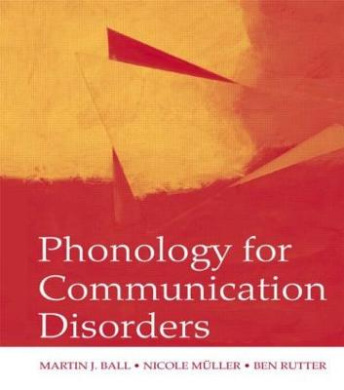 Phonology for
Communication
Disorders
MARTIN J. BALL • NICOLE MÜLLER • BEN RUTTER